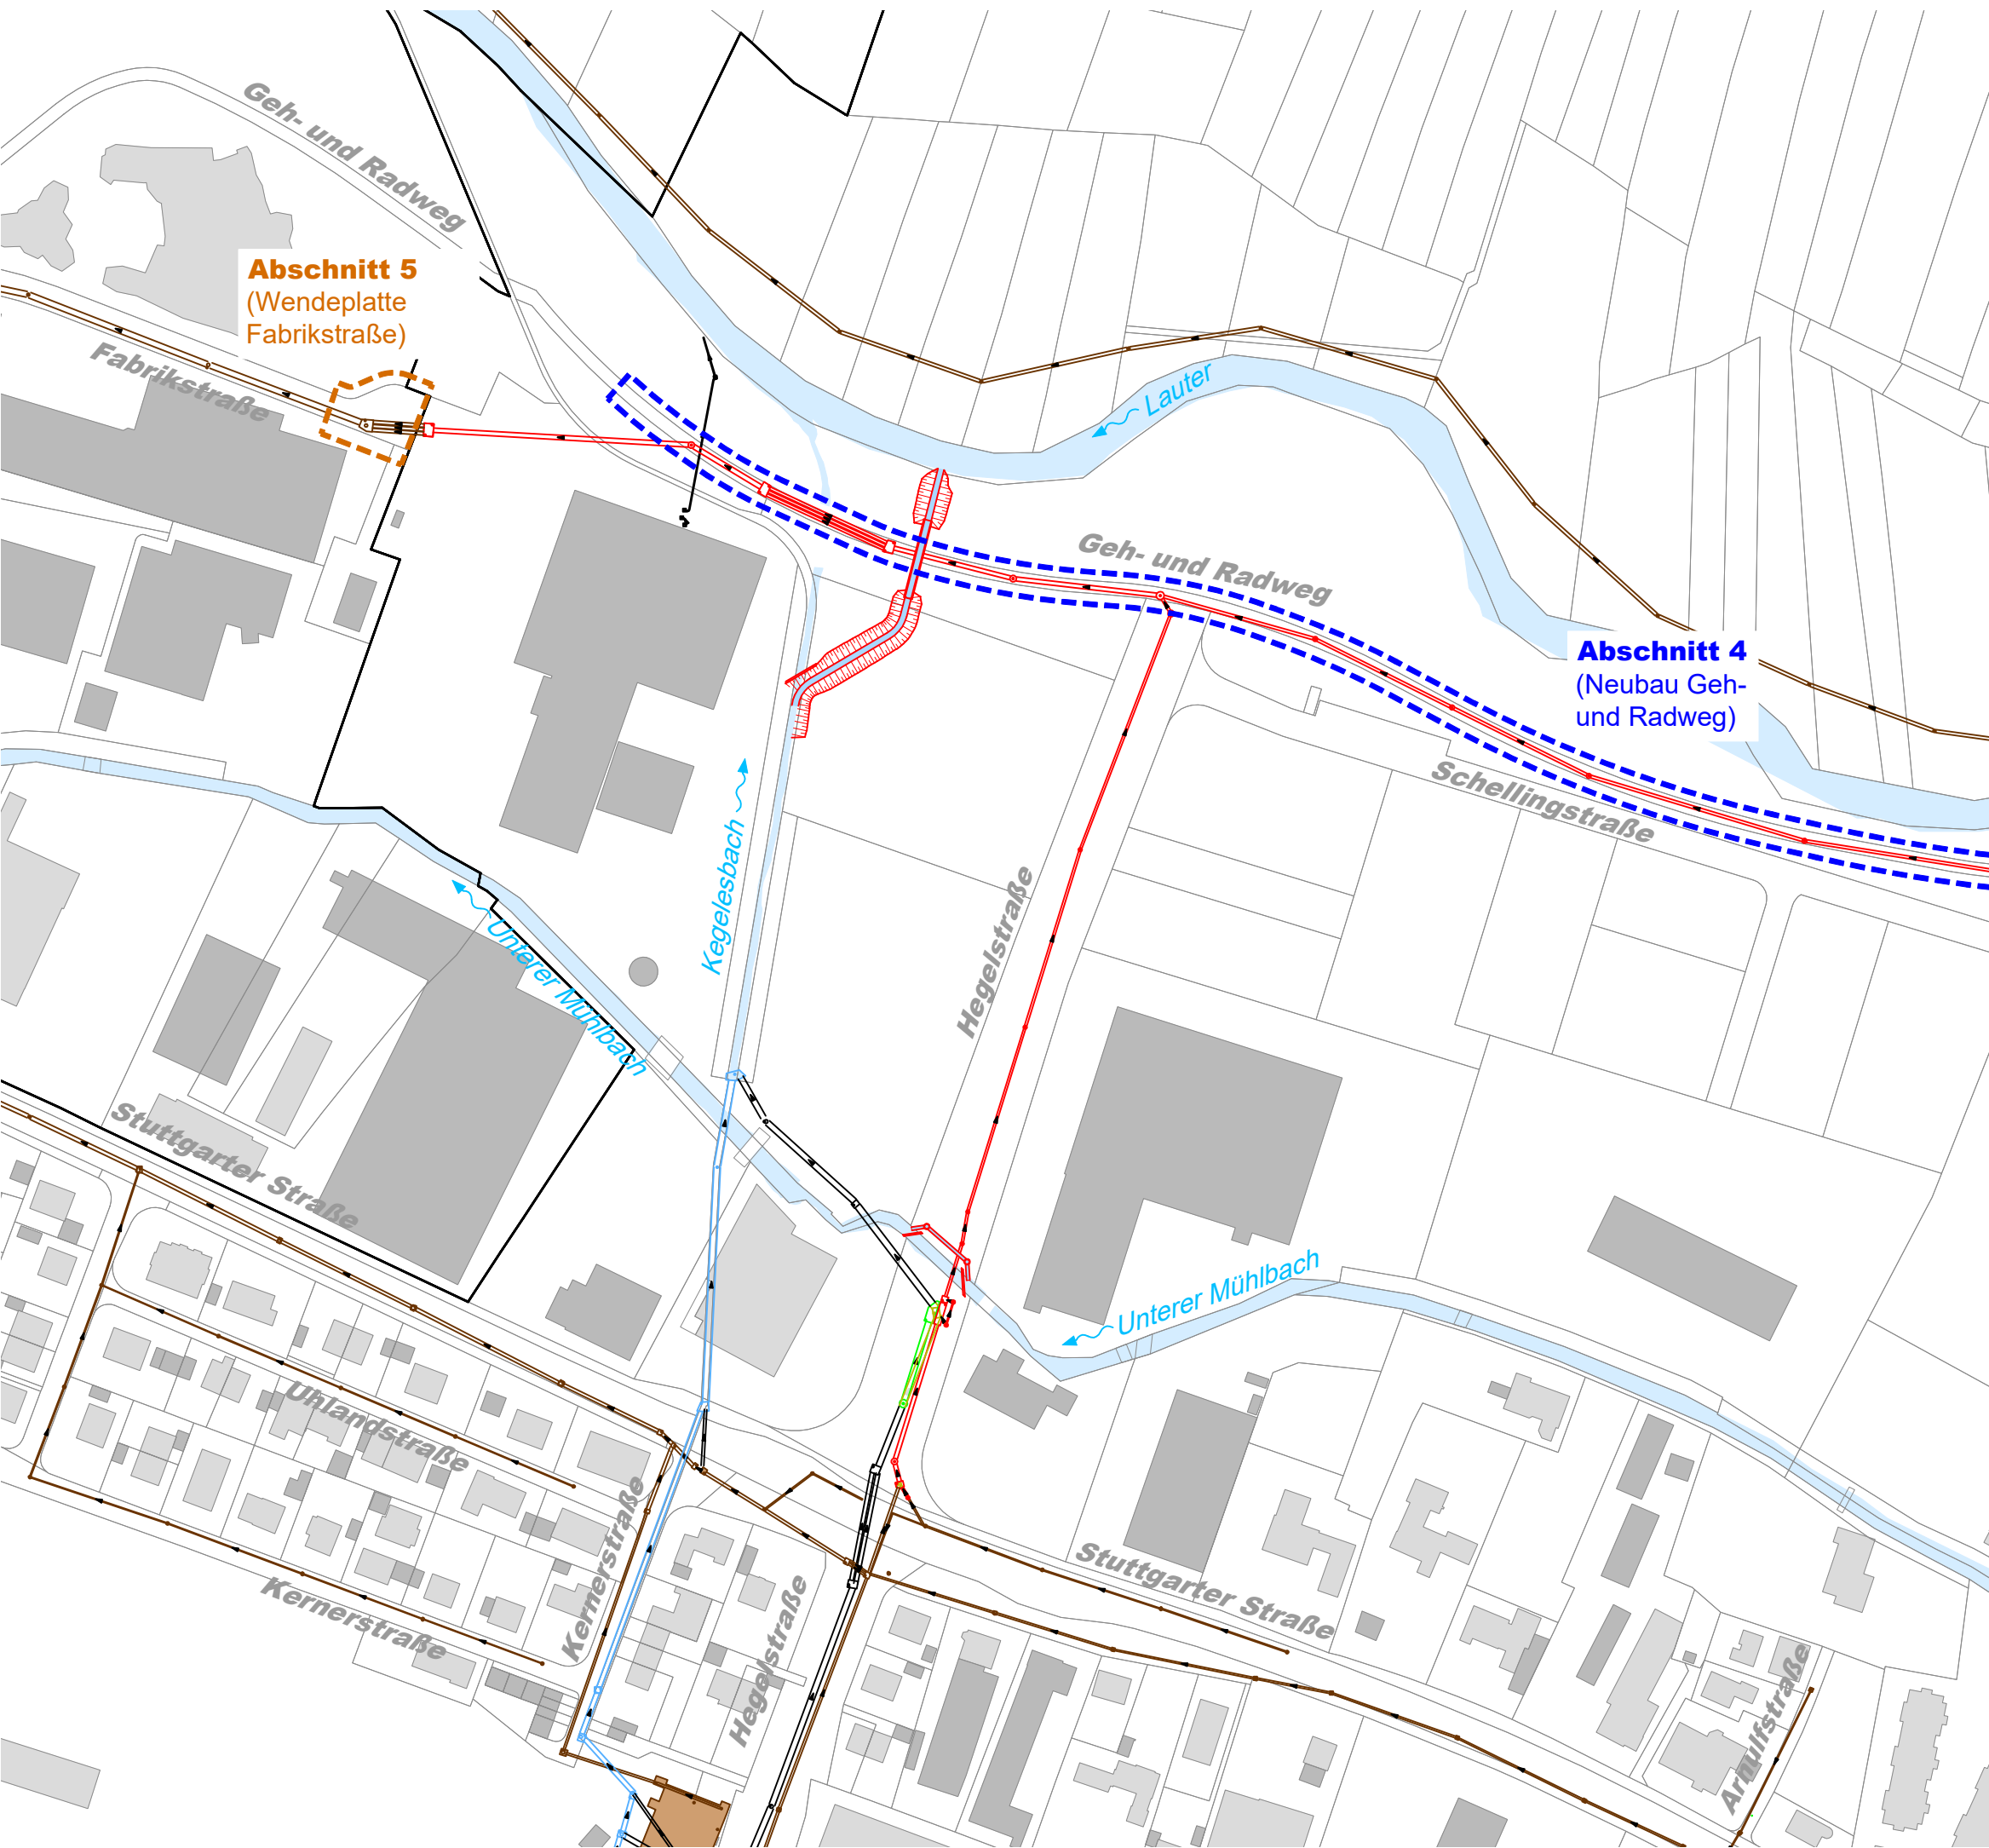 Geh- und Radweg
Abschnitt 5
(Wendeplatte
Fabrikstraße)
Fabrikstraße
Lauter
Geh- und Radweg
Abschnitt 4
(Neubau Geh-
und Radweg)
Schellingstraße
Kegelesbach
Hegelstraße
Unterer Mühlbach
Stuttgarter Straße
Unterer Mühlbach
Uhlandstraße
Kernerstraße
Kernerstraße
Hegelstraße
Stuttgarter Straße
Arnulfstraße